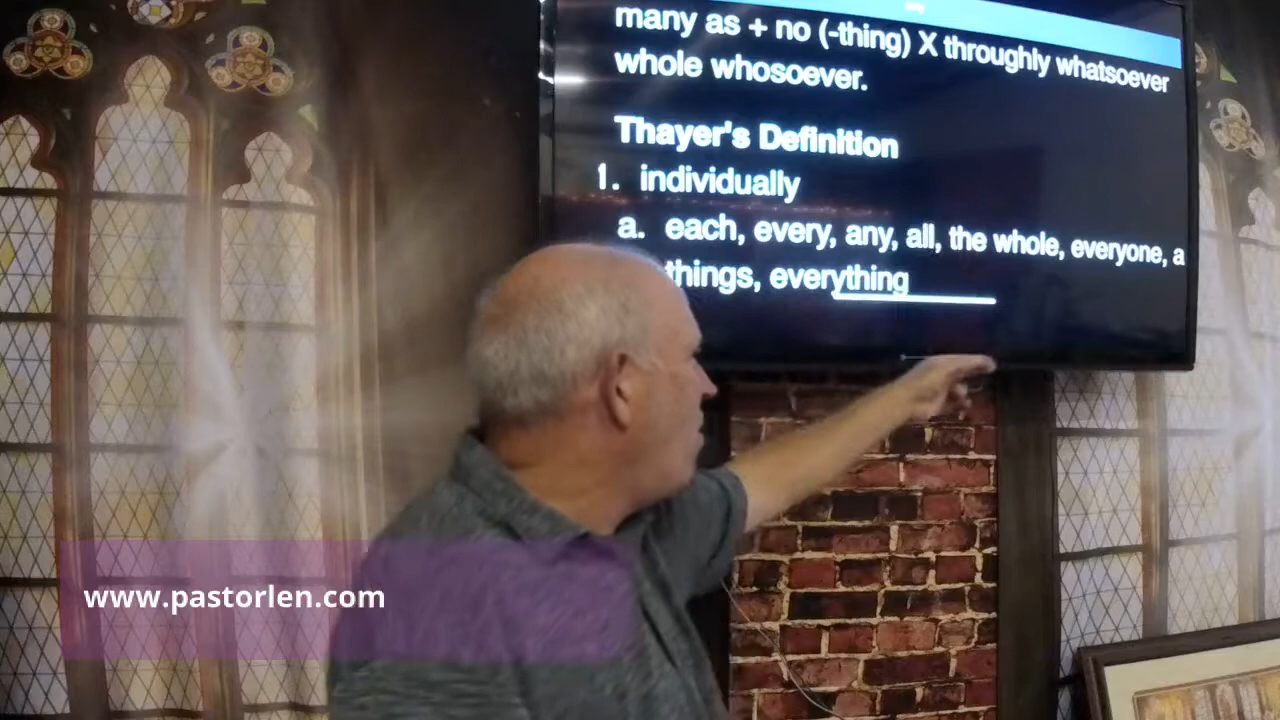 many as + no (-thing) X throughly whatsoever
whole whosoever.
Thayer's Definition
1. individually
a. each, every, any, all, the whole, everyone, a
things, everything
www.pastorlen.com